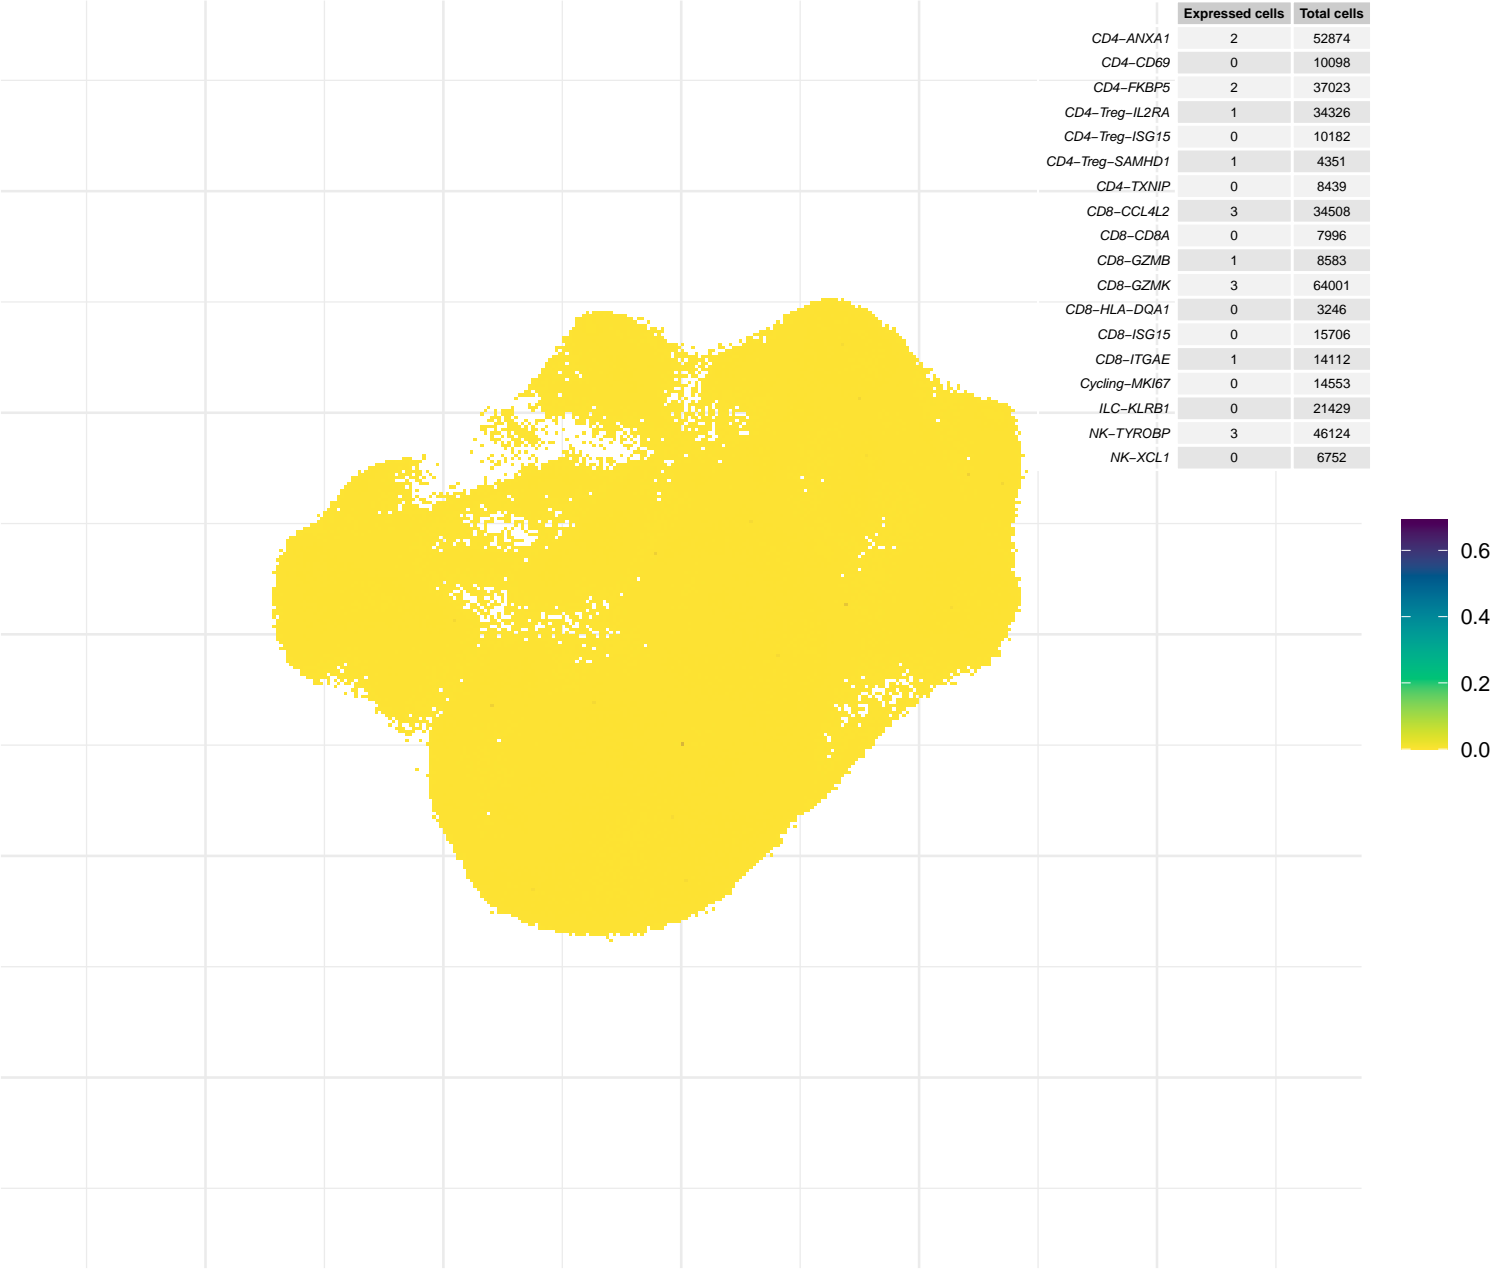 Expressed cells Total cells
CD4−ANXA1 2 52874
CD4−CD69 0 10098
CD4−FKBP5 2 37023
CD4−Treg−IL2RA 1 34326
CD4−Treg−ISG15 0 10182
CD4−Treg−SAMHD1 1 4351
CD4−TXNIP 0 8439
CD8−CCL4L2 3 34508
CD8−CD8A 0 7996
CD8−GZMB 1 8583
CD8−GZMK 3 64001
CD8−HLA−DQA1 0 3246
CD8−ISG15 0 15706
CD8−ITGAE 1 14112
Cycling−MKI67 0 14553
ILC−KLRB1 0 21429
NK−TYROBP 3 46124
NK−XCL1 0 6752
0.6
0.4
0.2
0.0